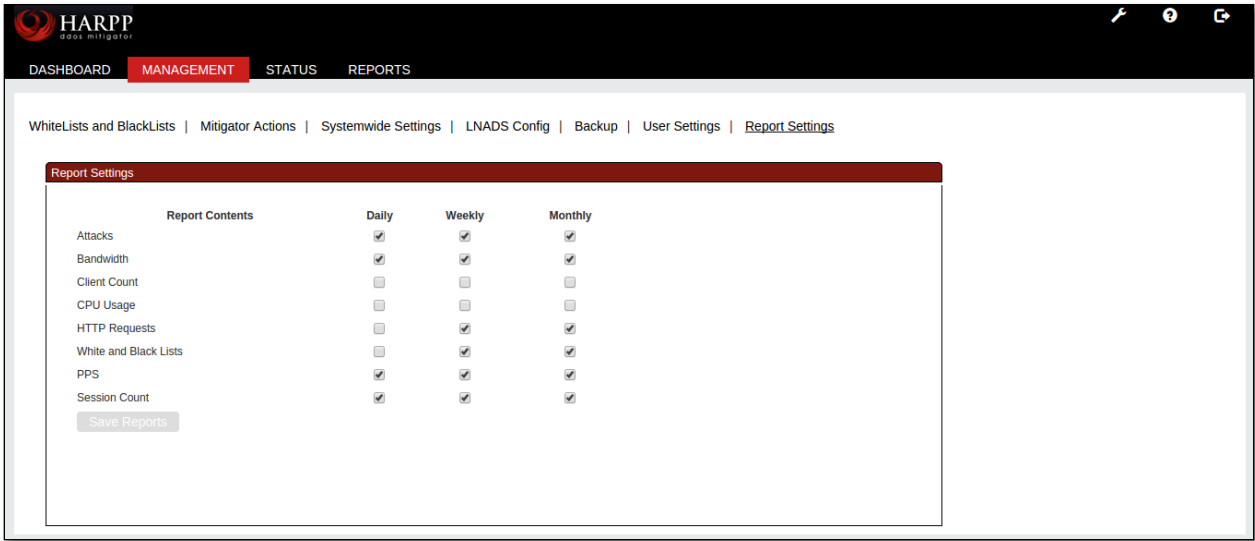 HARPP
ddos mitigator
DASHBOARD MANAGEMENT STATUS REPORTS
WhiteLists and BlackLists | Mitigator Actions | Systemwide Settings | LNADS Config | Backup | User Settings | Report Settings
Report Settings
Report Contents Daily Weekly Monthly
Attacks
Bandwidth
Client Count
CPU Usage
HTTP Requests
White and Black Lists
PPS
Session Count
Save Reports